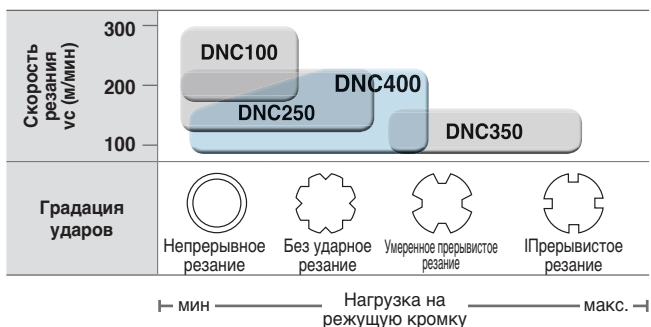 Скорость
резания
vc (м/мин)
300
200
100
DNC100
DNC400
DNC250
DNC350
Градация
ударов
Непрерывное
резание
Без ударное
резание
Умеренное прерывистое
резание
IПрерывистое
резание
мин
Нагрузка на
режущую кромку
макс.